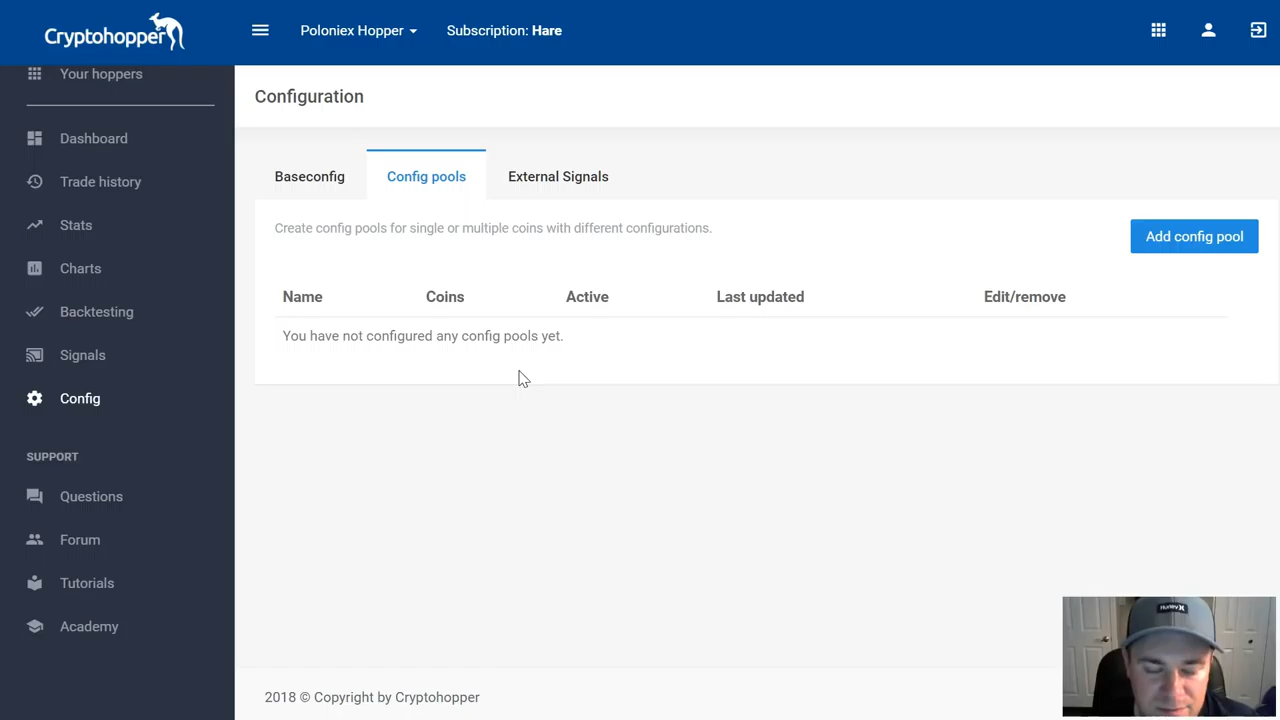 Cryptohopper
Poloniex Hopper
Subscription: Hare
Your hoppers
Dashboard
Trade history
Stats
Charts
Backtesting
Signals
Config
SUPPORT
Questions
Forum
Tutorials
Academy
Configuration
Baseconfig
Config pools
External Signals
Create config pools for single or multiple coins with different configurations.
Add config pool
Name Coins Active Last updated Edit/remove
You have not configured any config pools yet.
2018 © Copyright by Cryptohopper
Hurley